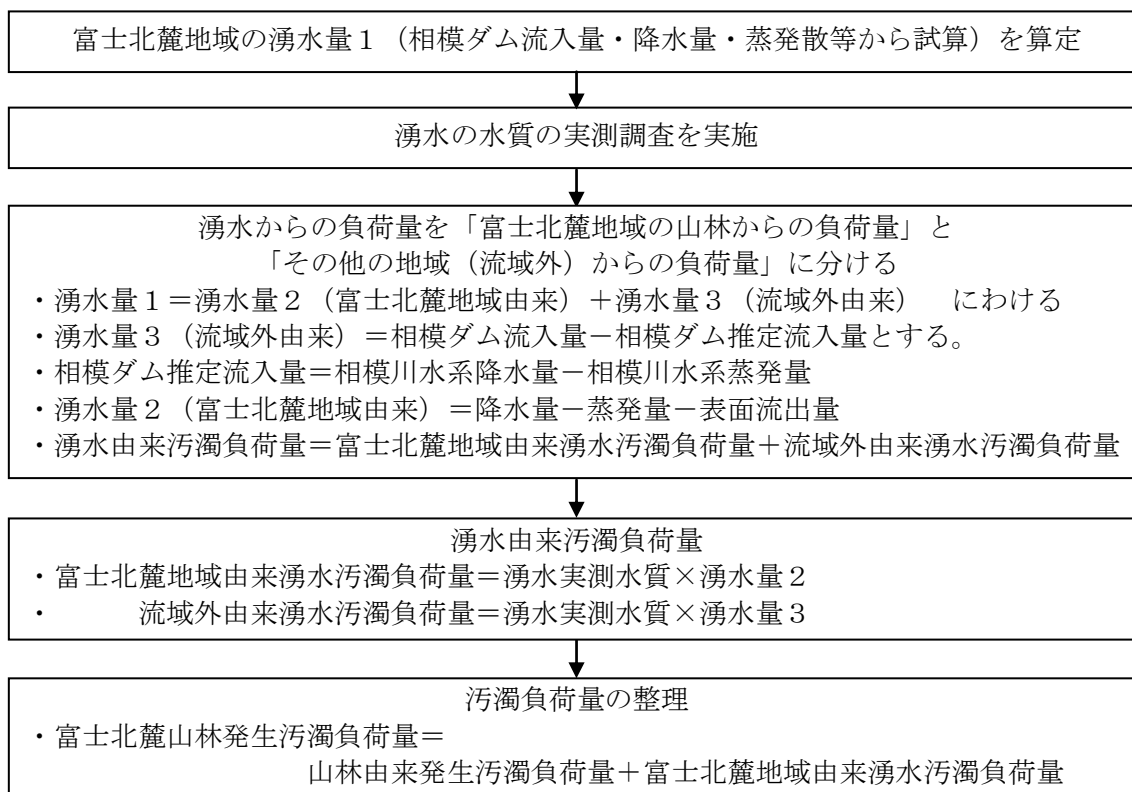 富士北麓地域の湧水量１（相模ダム流入量・降水量・蒸発散等から試算）を算定
湧水の水質の実測調査を実施
湧水からの負荷量を「富士北麓地域の山林からの負荷量」と
「その他の地域（流域外）からの負荷量」に分ける
・湧水量１＝湧水量２（富士北麓地域由来）＋湧水量３（流域外由来）　にわける
・湧水量３（流域外由来）＝相模ダム流入量－相模ダム推定流入量とする。
・相模ダム推定流入量＝相模川水系降水量－相模川水系蒸発量
・湧水量２（富士北麓地域由来）＝降水量－蒸発量－表面流出量
・湧水由来汚濁負荷量＝富士北麓地域由来湧水汚濁負荷量＋流域外由来湧水汚濁負荷量
湧水由来汚濁負荷量
・富士北麓地域由来湧水汚濁負荷量＝湧水実測水質×湧水量２
・　　　流域外由来湧水汚濁負荷量＝湧水実測水質×湧水量３
汚濁負荷量の整理
・富士北麓山林発生汚濁負荷量＝
山林由来発生汚濁負荷量＋富士北麓地域由来湧水汚濁負荷量